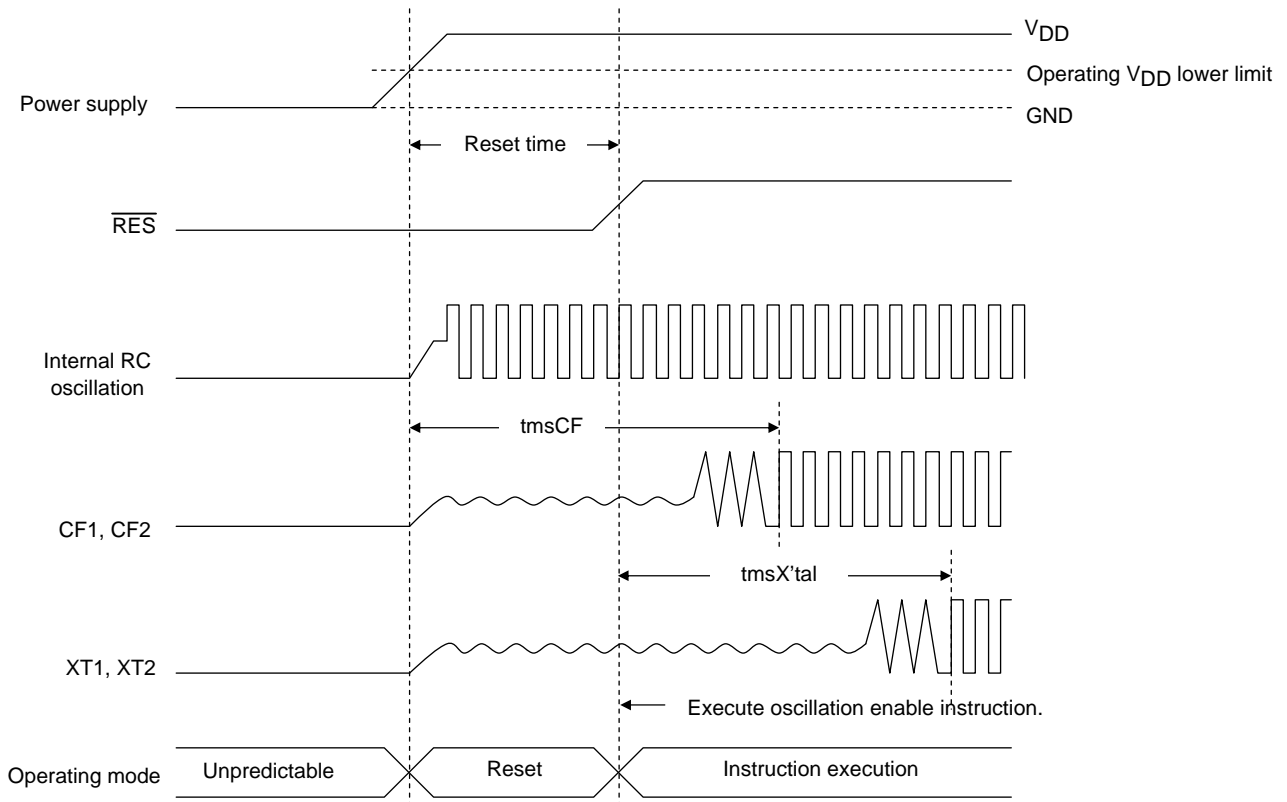 VDD
Operating VDD lower limit
Power supply
GND
Reset time
RES
Internal RC
oscillation
tmsCF
CF1, CF2
tmsX'tal
XT1, XT2
Execute oscillation enable instruction.
Operating mode
Unpredictable
Reset
Instruction execution